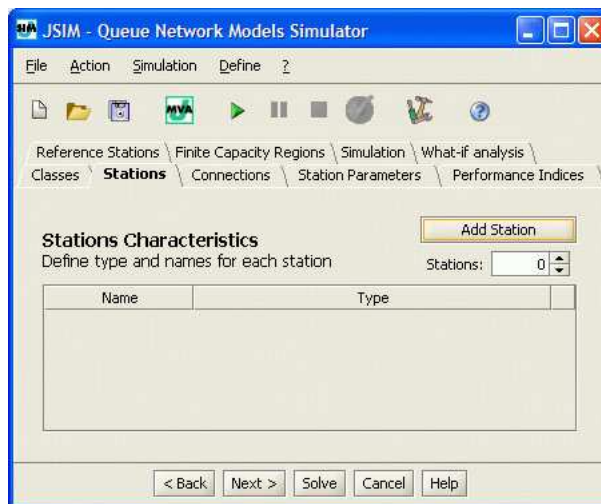 JSIM - Queue Network Models Simulator
File Action Simulation Define ?
MVA
Reference Stations Finite Capacity Regions Simulation What-if analysis
Classes Stations Connections Station Parameters Performance Indices
Add Station
Stations Characteristics
Define type and names for each station
Stations: 0
Name Type
< Back Next > Solve Cancel Help